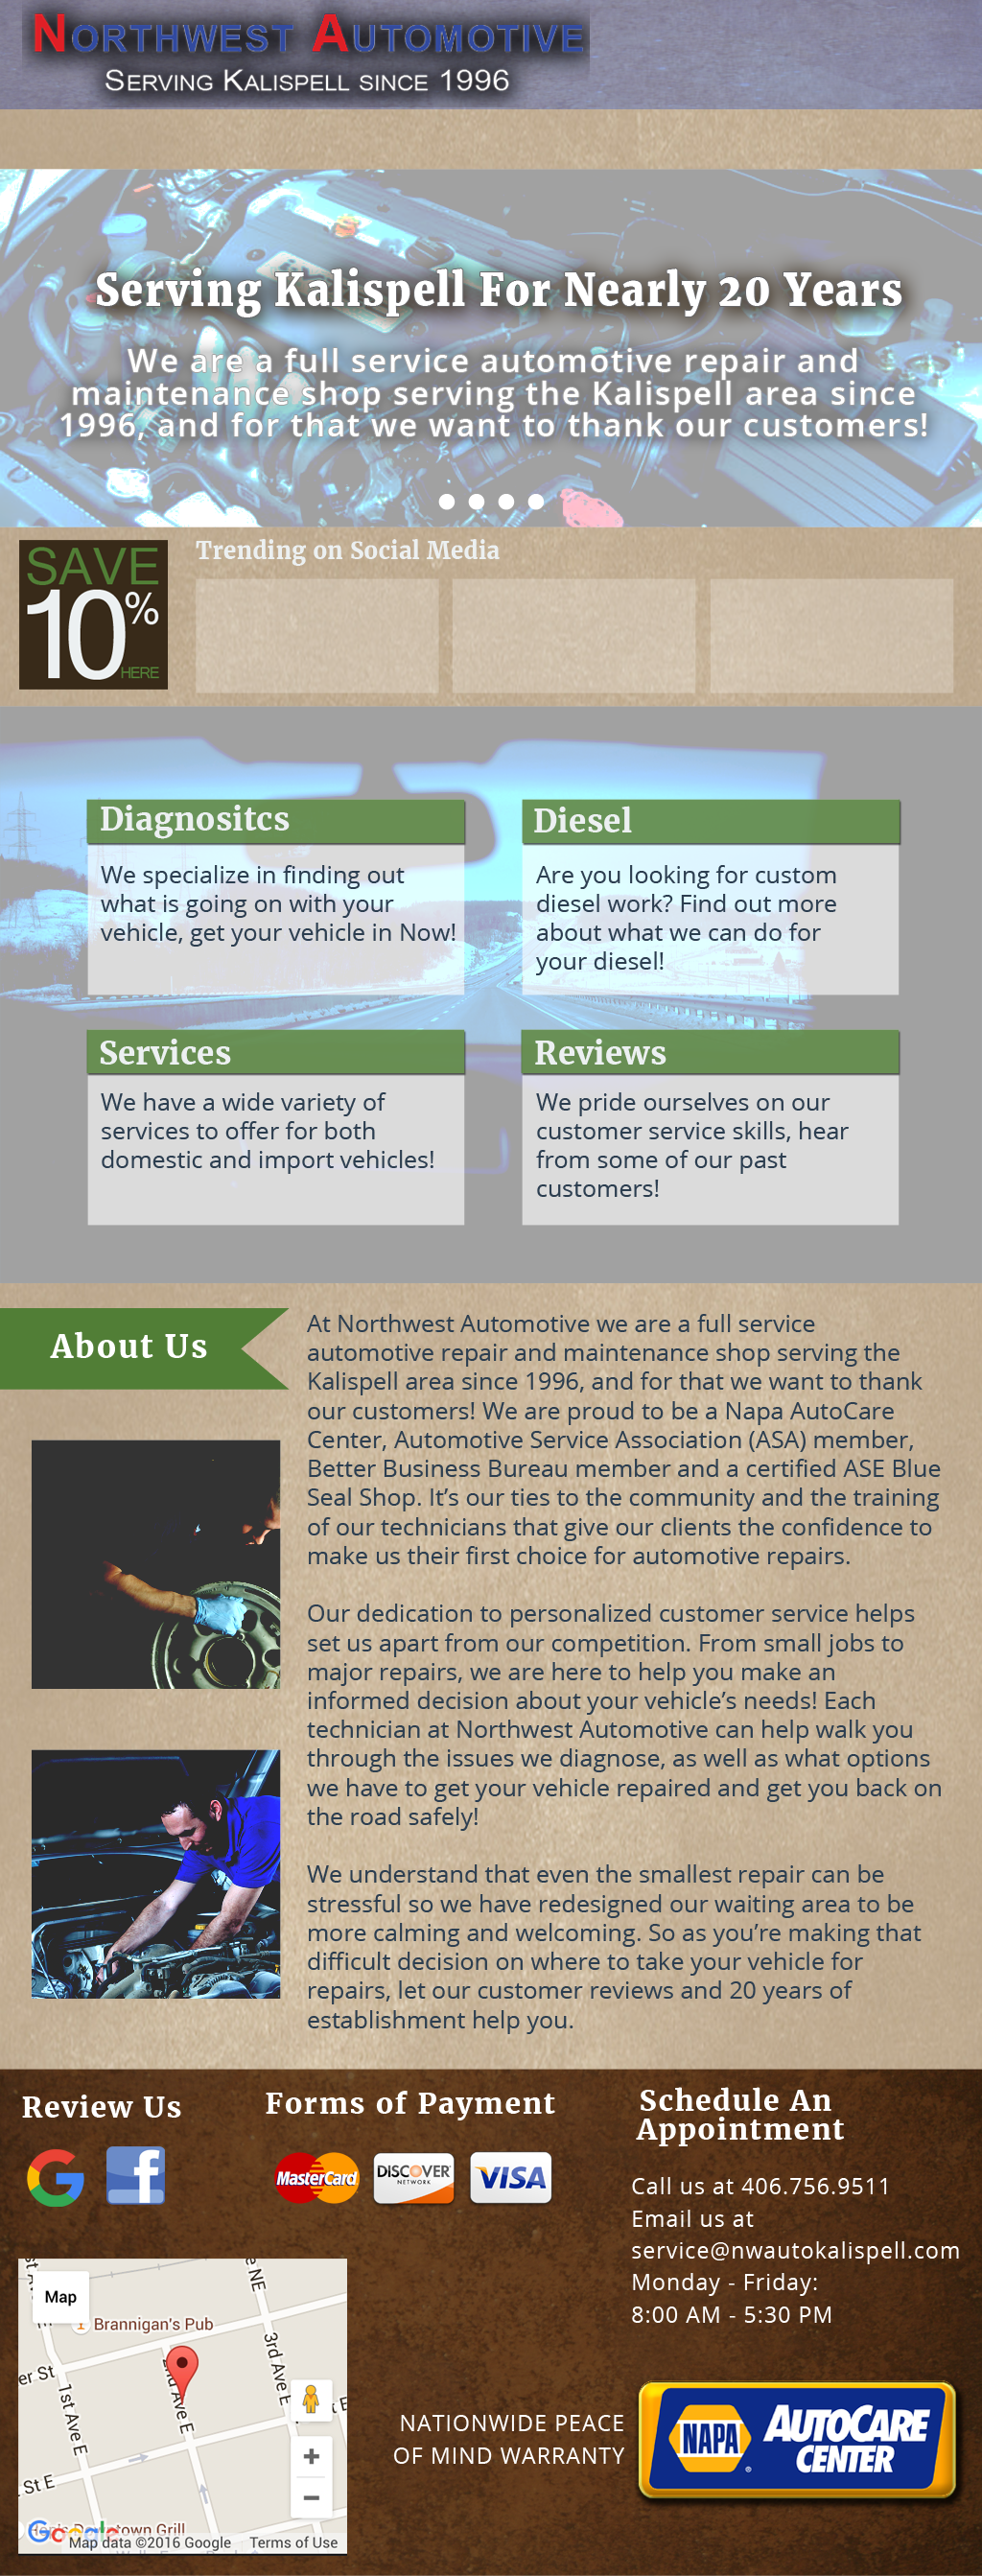 NORTHWEST AUTOMOTIVE
SERVING KALISPELL SINCE 1996
Serving Kalispell For Nearly 20 Years
We are a full service automotive repair and
maintenance shop serving the Kalispell area since
1996, and for that we want to thank our customers!
SAVE
10%
HERE
Trending on Social Media
Diagnositcs
We specialize in finding out
what is going on with your
vehicle, get your vehicle in Now!
Diesel
Are you looking for custom
diesel work? Find out more
about what we can do for
your diesel!
Services
We have a wide variety of
services to offer for both
domestic and import vehicles!
Reviews
We pride ourselves on our
customer service skills, hear
from some of our past
customers!
About Us
At Northwest Automotive we are a full service
automotive repair and maintenance shop serving the
Kalispell area since 1996, and for that we want to thank
our customers! We are proud to be a Napa AutoCare
Center, Automotive Service Association (ASA) member,
Better Business Bureau member and a certified ASE Blue
Seal Shop. It’s our ties to the community and the training
of our technicians that give our clients the confidence to
make us their first choice for automotive repairs.
Our dedication to personalized customer service helps
set us apart from our competition. From small jobs to
major repairs, we are here to help you make an
informed decision about your vehicle’s needs! Each
technician at Northwest Automotive can help walk you
through the issues we diagnose, as well as what options
we have to get your vehicle repaired and get you back on
the road safely!
We understand that even the smallest repair can be
stressful so we have redesigned our waiting area to be
more calming and welcoming. So as you’re making that
difficult decision on where to take your vehicle for
repairs, let our customer reviews and 20 years of
establishment help you.
Review Us
Forms of Payment
MasterCard
DISCOVER
NETWORK
VISA
Schedule An
Appointment
Call us at 406.756.9511
Email us at
service@nwautokalispell.com
Monday - Friday:
8:00 AM - 5:30 PM
Map
Brannigan's Pub
e NE
er St
1st Ave E
2nd Ave E
3rd Ave E
St E
Google
town Grill
Map data ©2016 Google
Terms of Use
NATIONWIDE PEACE
OF MIND WARRANTY
NAPA
AUTOCARE
CENTER